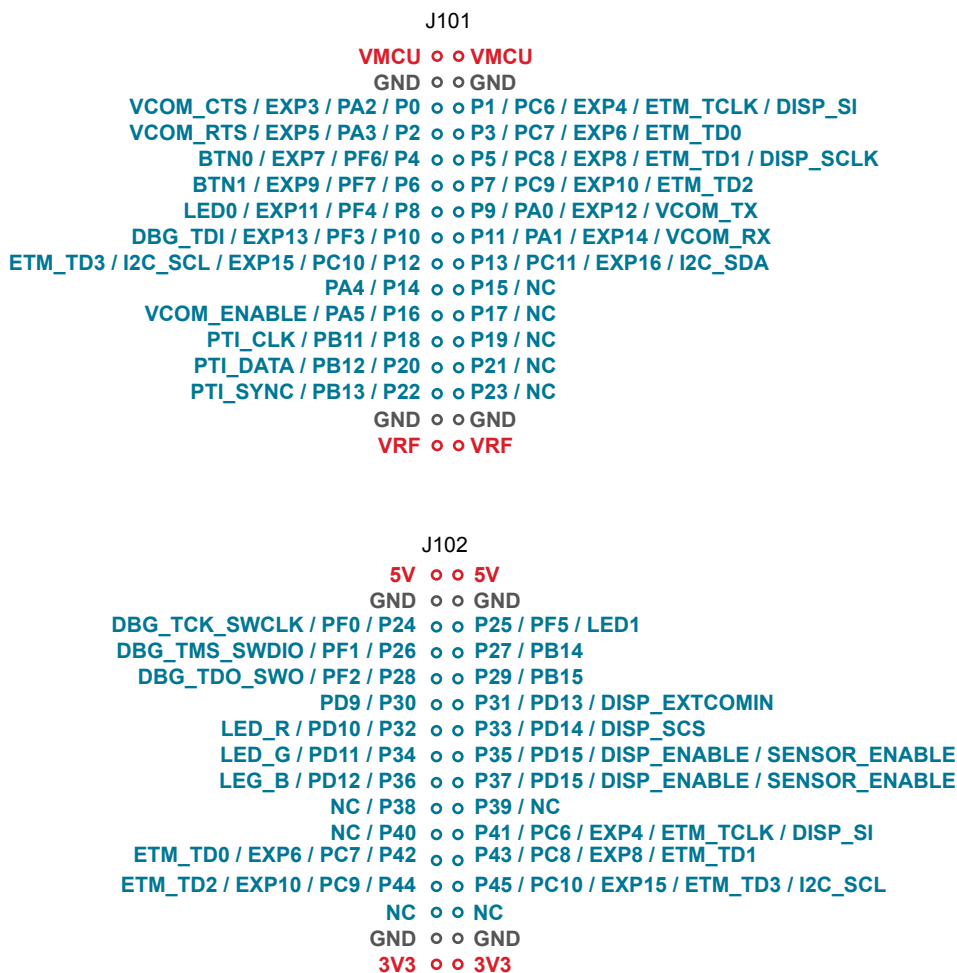 J101
VMCU VMCU
GND GND
VCOM_CTS / EXP3 / PA2 / P0 P1 / PC6 / EXP4 / ETM_TCLK / DISP_SI
VCOM_RTS / EXP5 / PA3 / P2 P3 / PC7 / EXP6 / ETM_TD0
BTN0 / EXP7 / PF6/ P4 P5 / PC8 / EXP8 / ETM_TD1 / DISP_SCLK
BTN1 / EXP9 / PF7 / P6 P7 / PC9 / EXP10 / ETM_TD2
LED0 / EXP11 / PF4 / P8 P9 / PA0 / EXP12 / VCOM_TX
DBG_TDI / EXP13 / PF3 / P10 P11 / PA1 / EXP14 / VCOM_RX
ETM_TD3 / I2C_SCL / EXP15 / PC10 / P12 P13 / PC11 / EXP16 / I2C_SDA
PA4 / P14 P15 / NC
VCOM_ENABLE / PA5 / P16 P17 / NC
PTI_CLK / PB11 / P18 P19 / NC
PTI_DATA / PB12 / P20 P21 / NC
PTI_SYNC / PB13 / P22 P23 / NC
GND GND
VRF VRF
J102
5V 5V
GND GND
DBG_TCK_SWCLK / PF0 / P24 P25 / PF5 / LED1
DBG_TMS_SWDIO / PF1 / P26 P27 / PB14
DBG_TDO_SWO / PF2 / P28 P29 / PB15
PD9 / P30 P31 / PD13 / DISP_EXTCOMIN
LED_R / PD10 / P32 P33 / PD14 / DISP_SCS
LED_G / PD11 / P34 P35 / PD15 / DISP_ENABLE / SENSOR_ENABLE
LEG_B / PD12 / P36 P37 / PD15 / DISP_ENABLE / SENSOR_ENABLE
NC / P38 P39 / NC
NC / P40 P41 / PC6 / EXP4 / ETM_TCLK / DISP_SI
ETM_TD0 / EXP6 / PC7 / P42 P43 / PC8 / EXP8 / ETM_TD1
ETM_TD2 / EXP10 / PC9 / P44 P45 / PC10 / EXP15 / ETM_TD3 / I2C_SCL
NC NC
GND GND
3V3 3V3